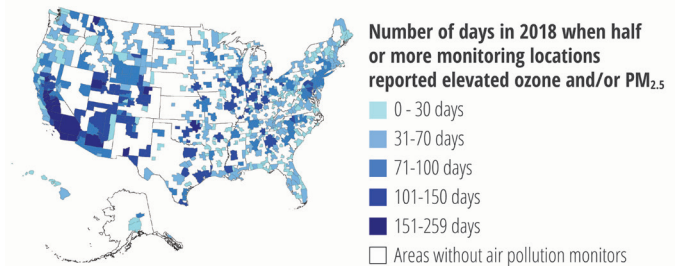 Number of days in 2018 when half
or more monitoring locations
reported elevated ozone and/or PM₂.₅
0 - 30 days
31-70 days
71-100 days
101-150 days
151-259 days
Areas without air pollution monitors